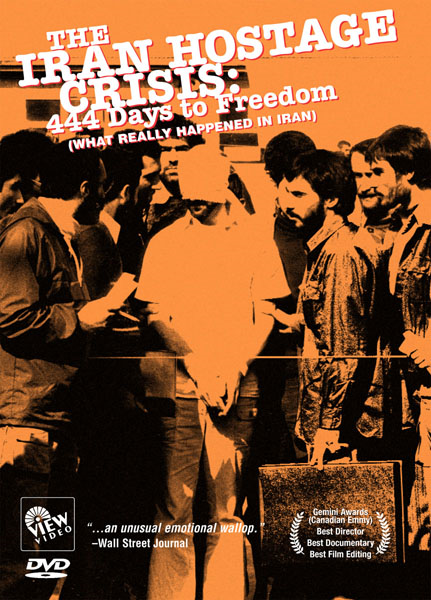 THE
IRAN HOSTAGE
CRISIS:
444 Days to Freedom
(WHAT REALLY HAPPENED IN IRAN)
VIEW
VIDEO
DVD
VIDEO
“...an unusual emotional wallop.”
–Wall Street Journal
Gemini Awards
(Canadian Emmy)
Best Director
Best Documentary
Best Film Editing